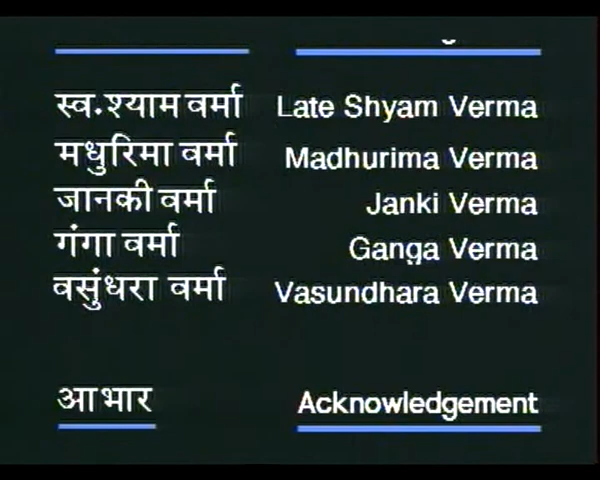 स्व.श्याम वर्मा Late Shyam Verma
मधुरिमा वर्मा Madhurima Verma
जानकी वर्मा Janki Verma
गंगा वर्मा Ganga Verma
वसुंधरा वर्मा Vasundhara Verma
आभार Acknowledgement